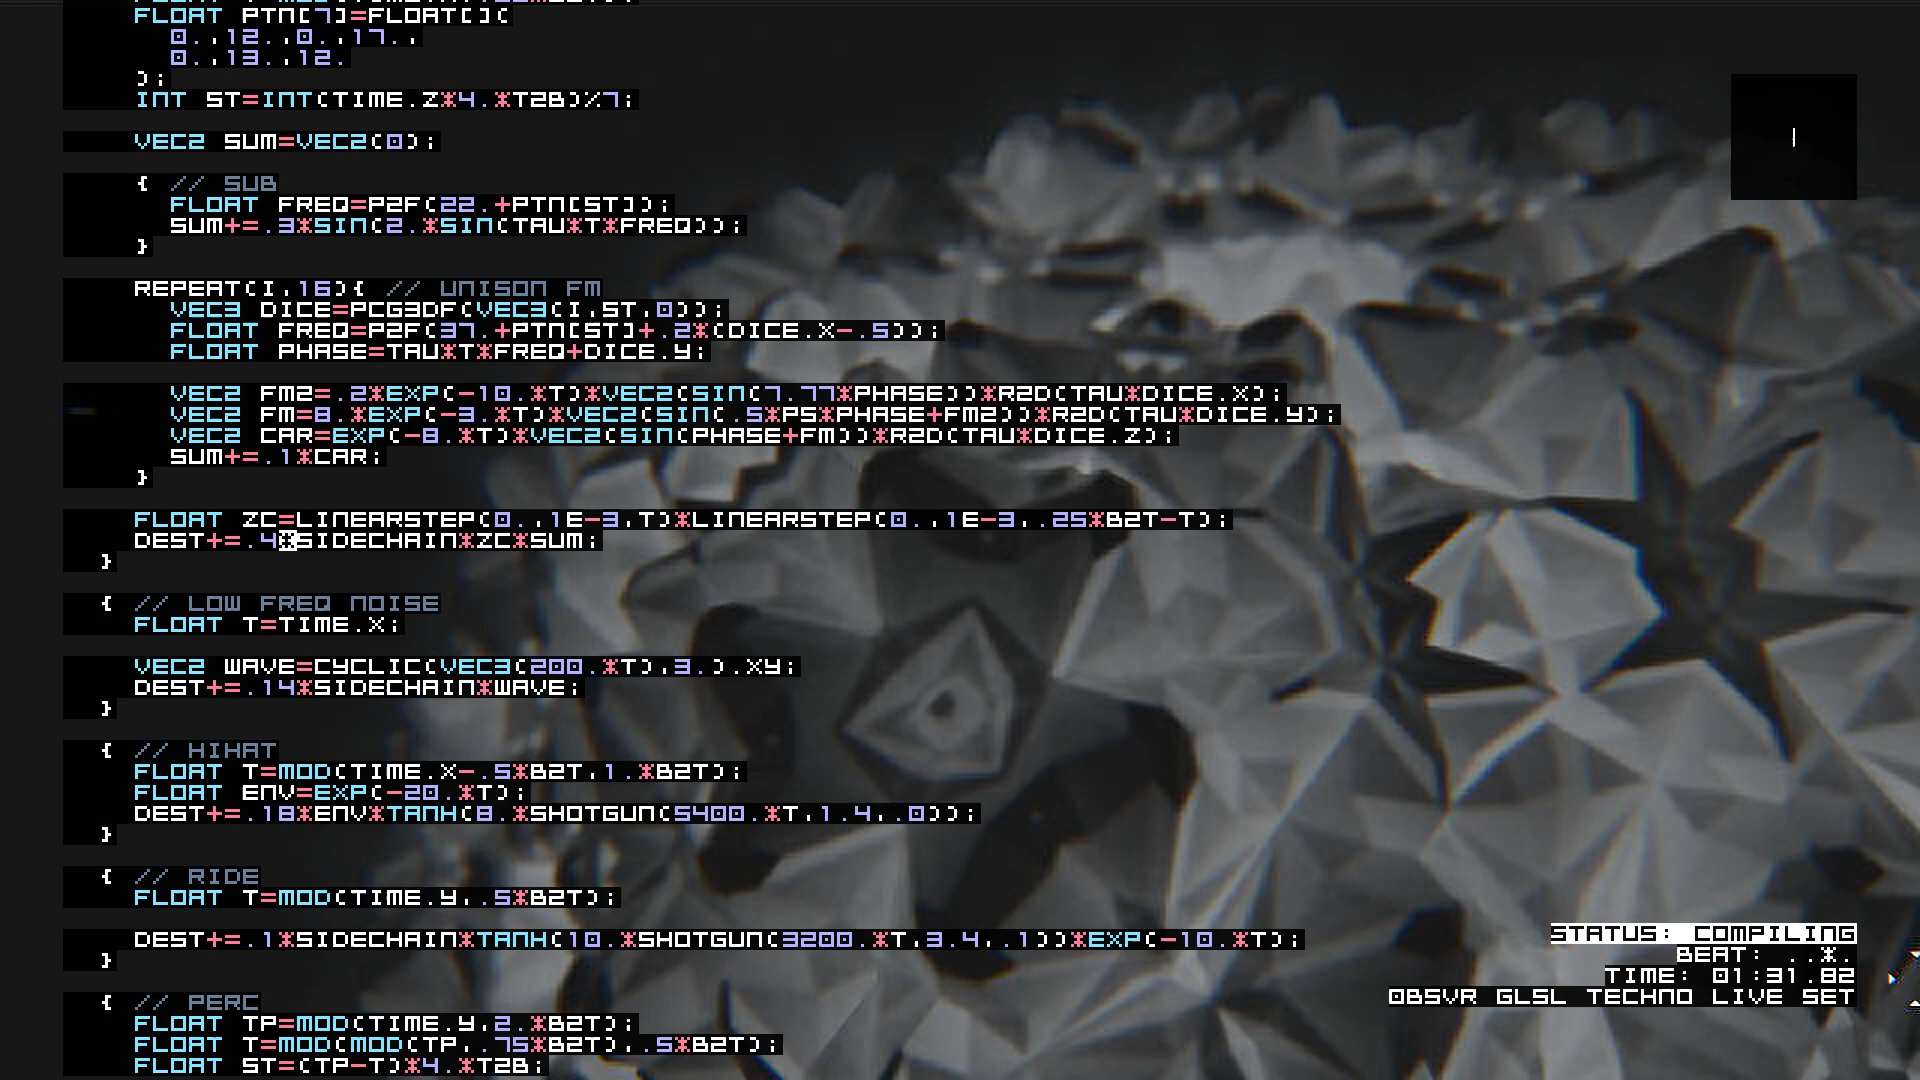 FLOAT PTN[7]=FLOAT[](
0.,12.,0.,17.,
0.,13.,12.
);
INT ST=INT(TIME.Z*4.*T2B)%7;
VEC2 SUM=VEC2(0);
{ // SUB
FLOAT FREQ=P2F(22.+PTN[ST]);
SUM+=.3*SIN(2.*SIN(TAU*T*FREQ));
}
REPEAT(I,16){ // UNISON FM
VEC3 DICE=PCG3DF(VEC3(I,ST,0));
FLOAT FREQ=P2F(37.+PTN[ST]+.2*(DICE.X-.5));
FLOAT PHASE=TAU*T*FREQ+DICE.Y;
VEC2 FM2=.2*EXP(-10.*T)*VEC2(SIN(7.77*PHASE))*R2D(TAU*DICE.X);
VEC2 FM=8.*EXP(-3.*T)*VEC2(SIN(.5*P5*PHASE+FM2))*R2D(TAU*DICE.Y);
VEC2 CAR=EXP(-8.*T)*VEC2(SIN(PHASE+FM))*R2D(TAU*DICE.Z);
SUM+=.1*CAR;
}
FLOAT ZC=LINEARSTEP(0.,1E-3,T)*LINEARSTEP(0.,1E-3,.25*B2T-T);
DEST+=.4*SIDECHAIN*ZC*SUM;
}
{ // LOW FREQ NOISE
FLOAT T=TIME.X;
VEC2 WAVE=CYCLIC(VEC3(200.*T),3.).XY;
DEST+=.14*SIDECHAIN*WAVE;
}
{ // HIHAT
FLOAT T=MOD(TIME.X-.5*B2T,1.*B2T);
FLOAT ENV=EXP(-20.*T);
DEST+=.18*ENV*TANH(8.*SHOTGUN(5400.*T,1.4,.0));
}
{ // RIDE
FLOAT T=MOD(TIME.Y,.5*B2T);
DEST+=.1*SIDECHAIN*TANH(10.*SHOTGUN(3200.*T,3.4,.1))*EXP(-10.*T);
}
{ // PERC
FLOAT TP=MOD(TIME.Y,2.*B2T);
FLOAT T=MOD(MOD(TP,.75*B2T),.5*B2T);
FLOAT ST=(TP-T)*4.*T2B;
STATUS: COMPILING
BEAT: ..*.
TIME: 01:31.82
0BSVR GLSL TECHNO LIVE SET